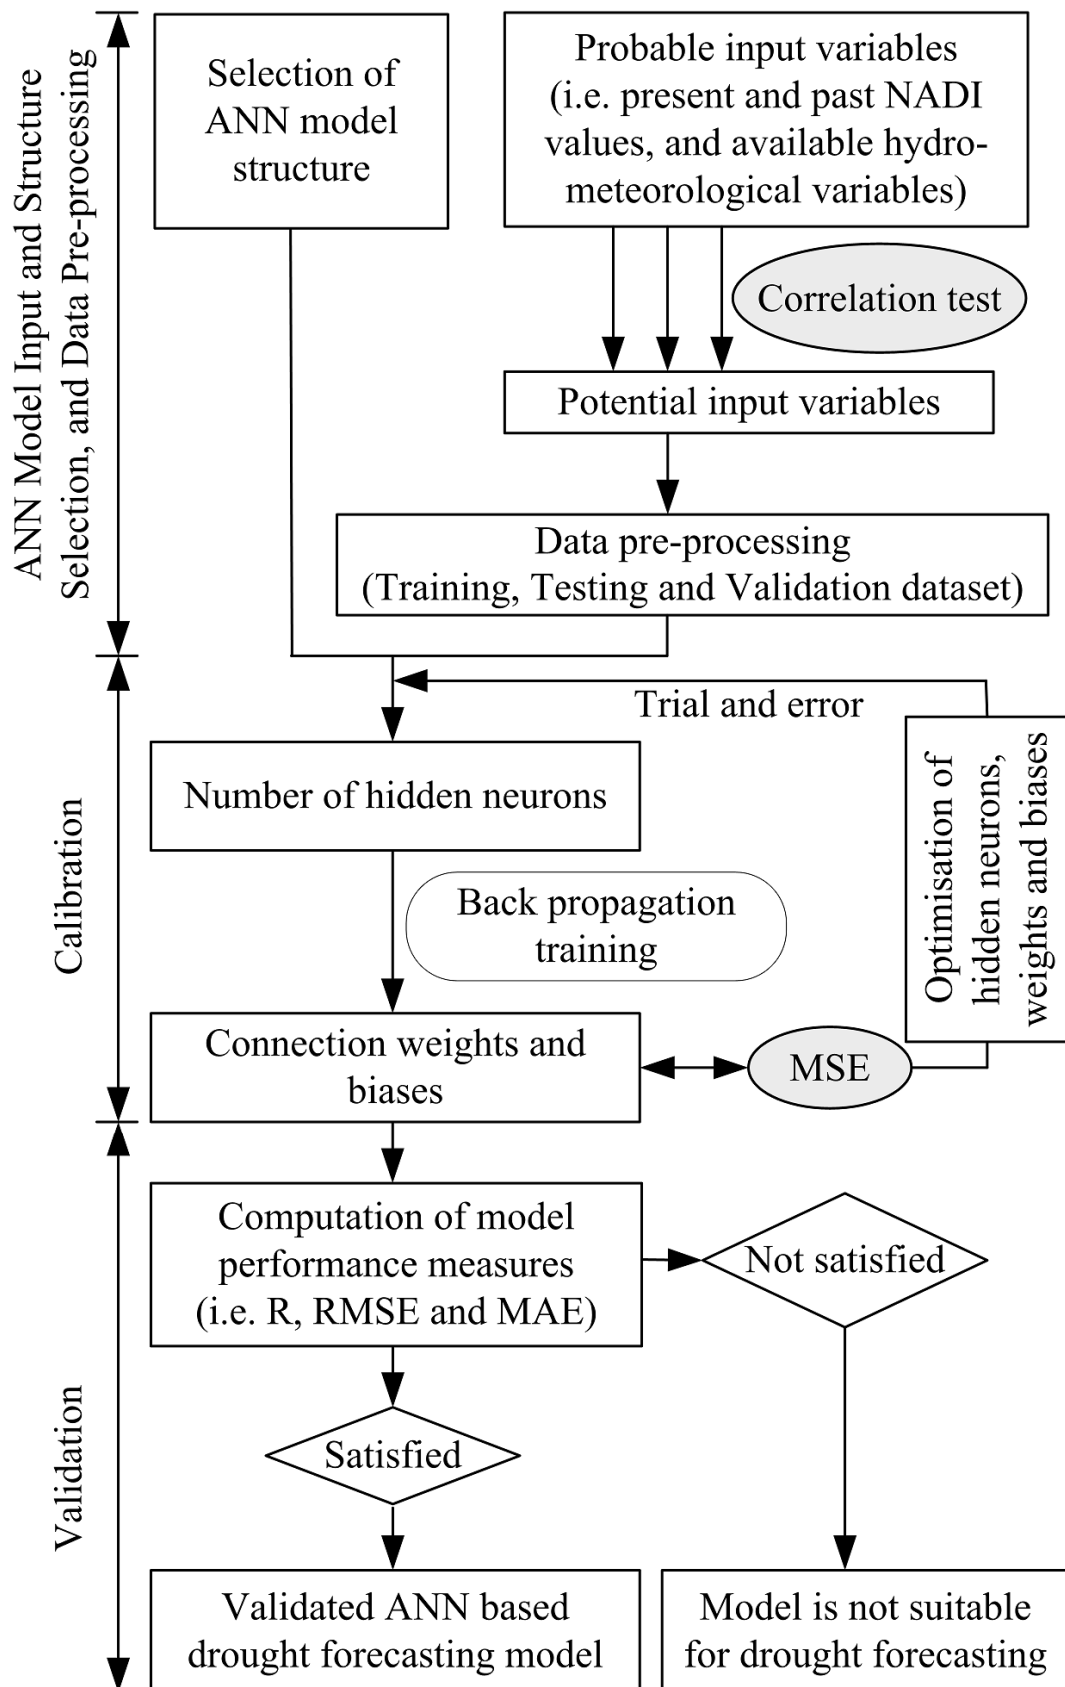 ANN Model Input and Structure
Selection, and Data Pre-processing
Selection of
ANN model
structure
Probable input variables
(i.e. present and past NADI
values, and available hydro-
meteorological variables)
Correlation test
Potential input variables
Data pre-processing
(Training, Testing and Validation dataset)
Calibration
Trial and error
Number of hidden neurons
Optimisation of
hidden neurons,
weights and biases
Back propagation
training
Connection weights and
biases
MSE
Validation
Computation of model
performance measures
(i.e. R, RMSE and MAE)
Not satisfied
Satisfied
Validated ANN based
drought forecasting model
Model is not suitable
for drought forecasting